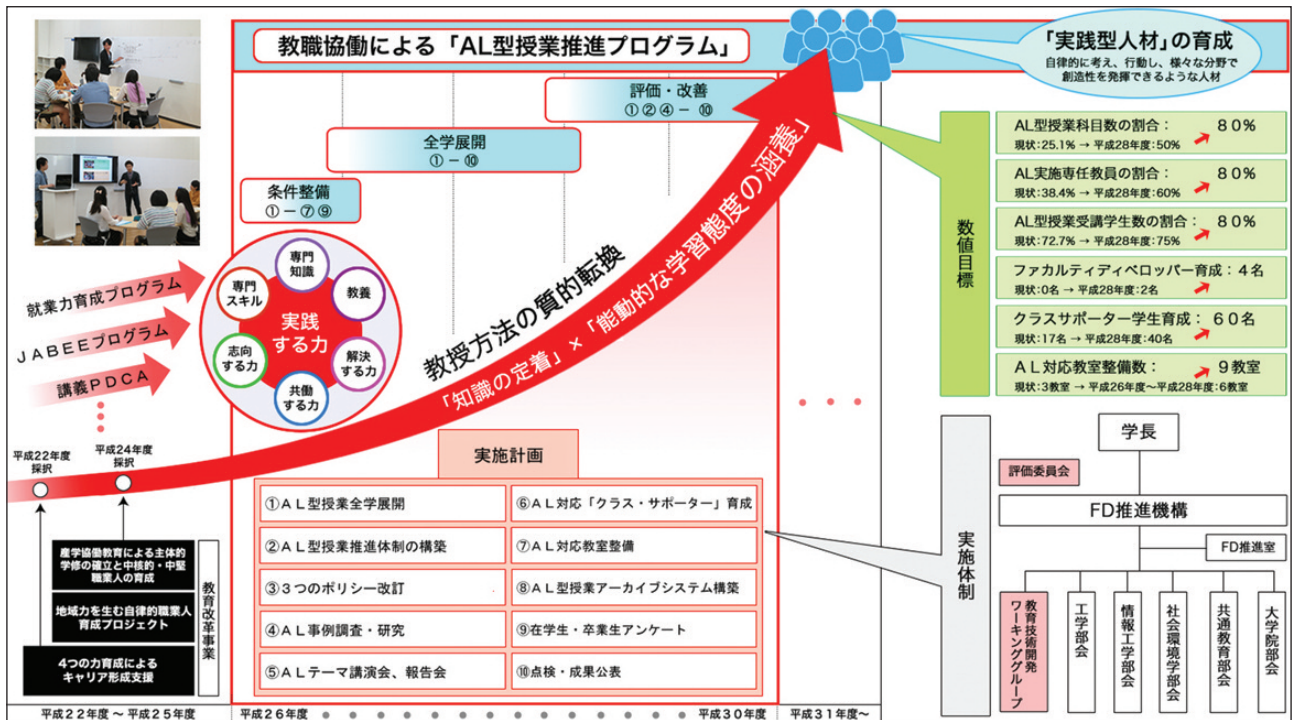 教職協働による「AL型授業推進プログラム」
「実践型人材」の育成
自律的に考え、行動し、様々な分野で
創造性を発揮できるような人材
評価・改善
①②④－⑩
全学展開
①－⑩
条件整備
①－⑦⑨
専門
知識
専門
スキル
教養
実践
する力
志向
する力
解決
する力
共働
する力
就業力育成プログラム
JABEEプログラム
講義PDCA
教授方法の質的転換
「知識の定着」×「能動的な学習態度の涵養」
平成22年度
採択
平成24年度
採択
産学協働教育による主体的
学修の確立と中核的・中堅
職業人の育成
地域力を生む自律的職業人
育成プロジェクト
4つの力育成による
キャリア形成支援
教育改革事業
実施計画
①AL型授業全学展開
②AL型授業推進体制の構築
③3つのポリシー改訂
④AL事例調査・研究
⑤ALテーマ講演会、報告会
⑥AL対応「クラス・サポーター」育成
⑦AL対応教室整備
⑧AL型授業アーカイブシステム構築
⑨在学生・卒業生アンケート
⑩点検・成果公表
数値目標
AL型授業科目数の割合： 80%
現状:25.1% → 平成28年度:50%
AL実施専任教員の割合： 80%
現状:38.4% → 平成28年度:60%
AL型授業受講学生数の割合： 80%
現状:72.7% → 平成28年度:75%
ファカルティディベロッパー育成：4名
現状:0名 → 平成28年度:2名
クラスサポーター学生育成： 60名
現状:17名 → 平成28年度:40名
AL対応教室整備数： 9教室
現状:3教室 → 平成26年度～平成28年度:6教室
実施体制
学長
評価委員会
FD推進機構
FD推進室
教育技術開発
ワーキンググループ
工学部会
情報工学部会
社会環境学部会
共通教育部会
大学院部会
平成22年度 ～ 平成25年度
平成26年度
平成30年度
平成31年度～